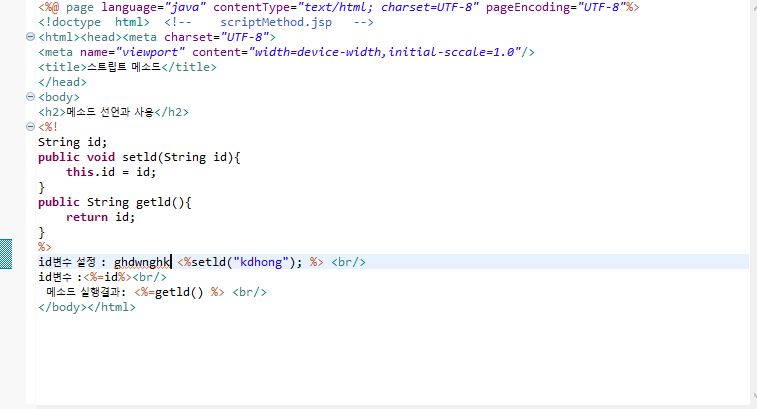 <%@ page language="java" contentType="text/html; charset=UTF-8" pageEncoding="UTF-8"%>
<!doctype  html>  <!--    scriptMethod.jsp   -->
<html><head><meta charset="UTF-8">
<meta name="viewport" content="width=device-width,initial-sccale=1.0"/>
<title>스트립트 메소드</title>
</head>
<body>
<h2>메소드 선언과 사용</h2>
<%!
String id;
public void setld(String id){
    this.id = id;
}
public String getld(){
    return id;
}
%>
id변수 설정 : ghdwnghk <%setld("kdhong"); %> <br/>
id변수 :<%=id%><br/>
 메소드 실행결과: <%=getld() %> <br/>
</body></html>